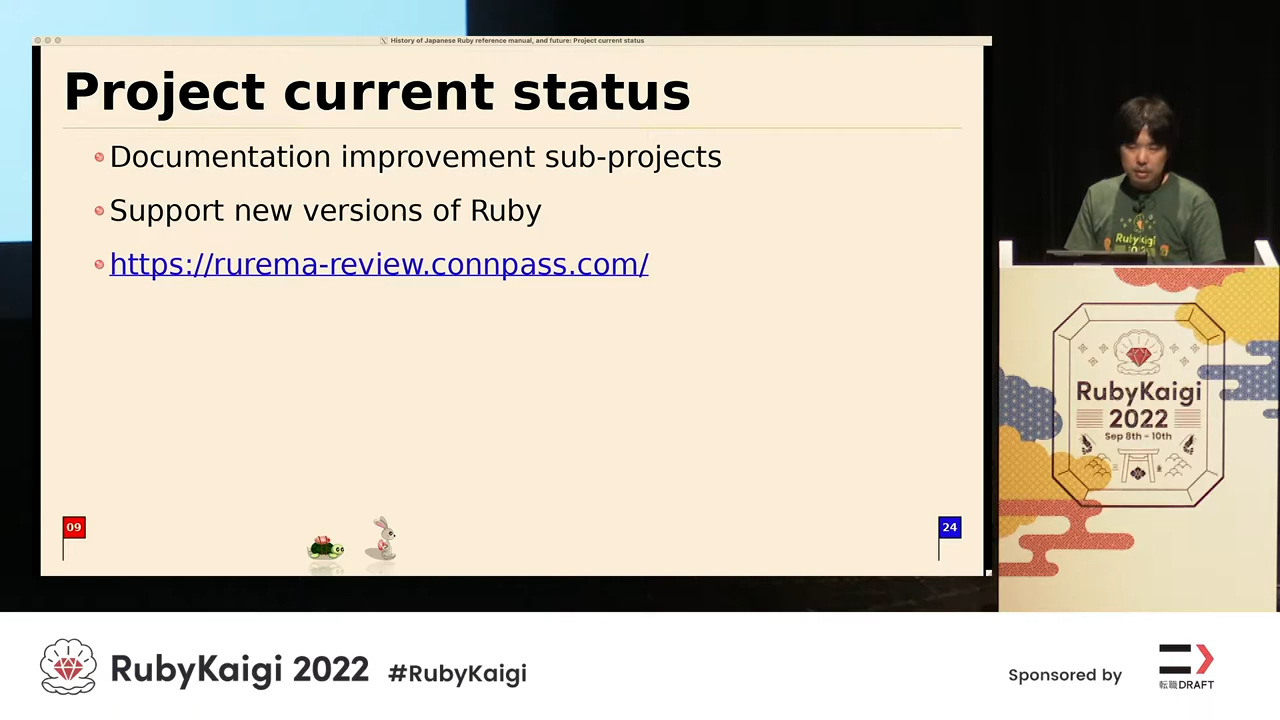 History of Japanese Ruby reference manual, and future: Project current status
Project current status
Documentation improvement sub-projects
Support new versions of Ruby
https://rurema-review.connpass.com/
09
24
RubyKaigi
RubyKaigi
2022
Sep 8th - 10th
RubyKaigi 2022 #RubyKaigi
Sponsored by
転職DRAFT